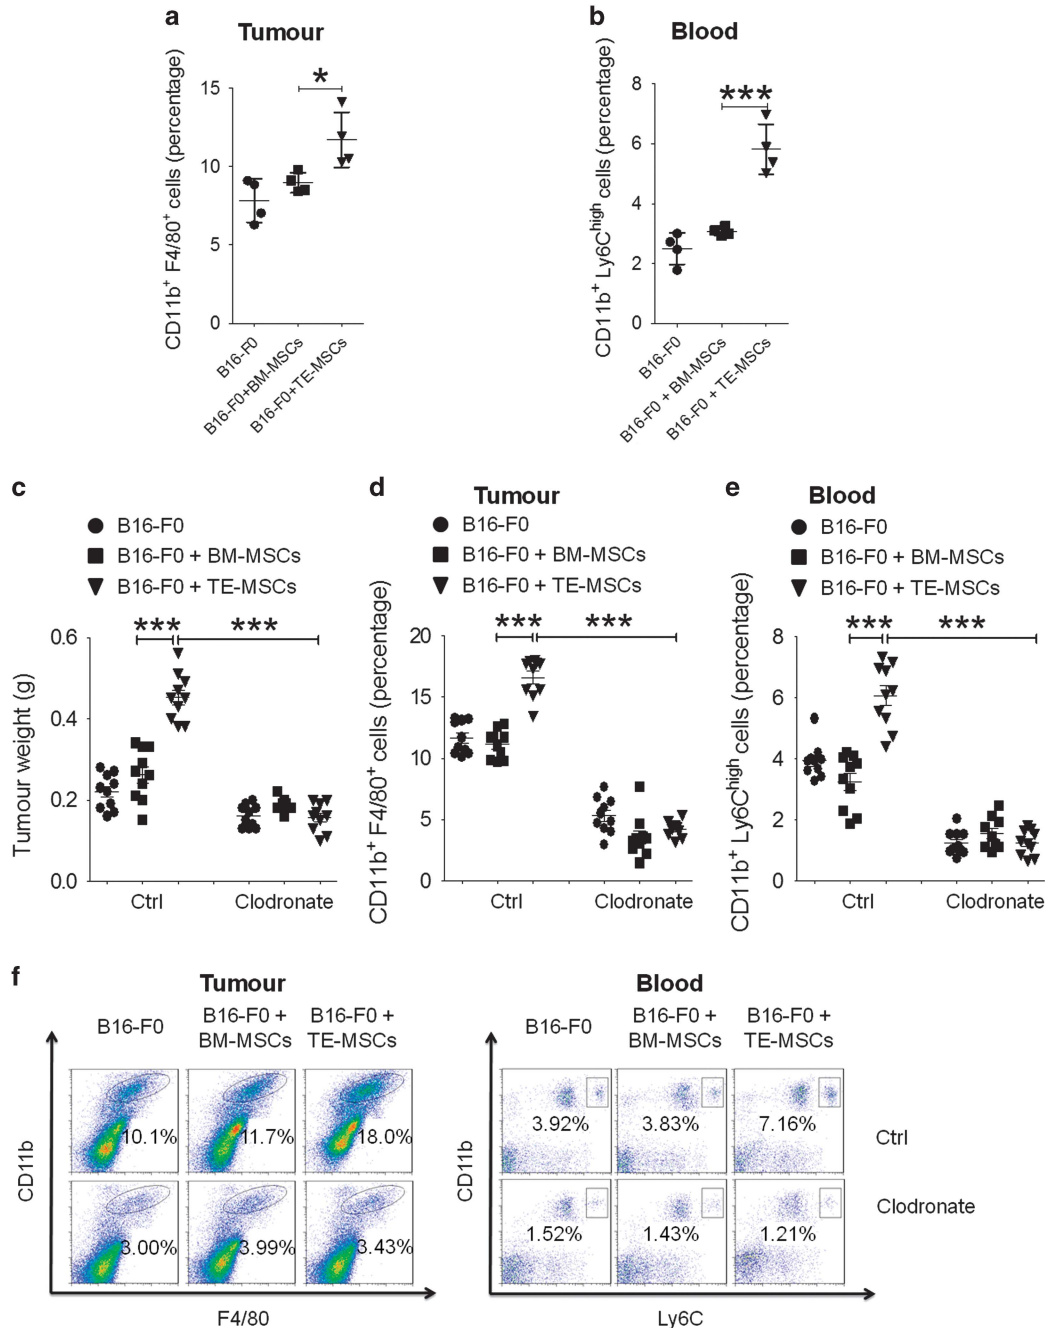 a
Tumour
CD11b+ F4/80+ cells (percentage)
15
10
5
0
*
B16-F0
B16-F0+BM-MSCs
B16-F0+TE-MSCs
b
Blood
CD11b+ Ly6Chigh cells (percentage)
8
6
4
2
0
***
B16-F0
B16-F0 + BM-MSCs
B16-F0 + TE-MSCs
c
B16-F0
B16-F0 + BM-MSCs
B16-F0 + TE-MSCs
*** ***
Tumour weight (g)
0.6
0.4
0.2
0.0
Ctrl Clodronate
d
Tumour
B16-F0
B16-F0 + BM-MSCs
B16-F0 + TE-MSCs
*** ***
CD11b+ F4/80+ cells (percentage)
20
15
10
5
0
Ctrl Clodronate
e
Blood
B16-F0
B16-F0 + BM-MSCs
B16-F0 + TE-MSCs
*** ***
CD11b+ Ly6Chigh cells (percentage)
8
6
4
2
0
Ctrl Clodronate
f
Tumour
B16-F0
B16-F0 +
BM-MSCs
B16-F0 +
TE-MSCs
CD11b
10.1% 11.7% 18.0%
3.00% 3.99% 3.43%
F4/80
Blood
B16-F0
B16-F0 +
BM-MSCs
B16-F0 +
TE-MSCs
CD11b
3.92% 3.83% 7.16%
Ctrl
1.52% 1.43% 1.21%
Clodronate
Ly6C